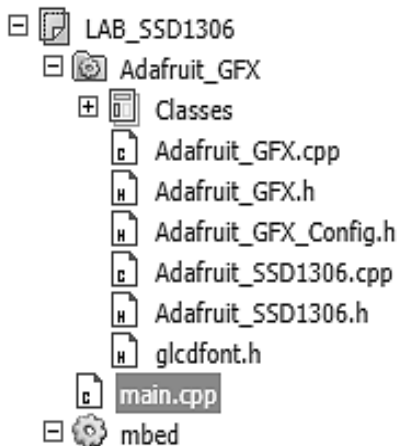 LAB_SSD1306
Adafruit_GFX
Classes
Adafruit_GFX.cpp
Adafruit_GFX.h
Adafruit_GFX_Config.h
Adafruit_SSD1306.cpp
Adafruit_SSD1306.h
glcdfont.h
main.cpp
mbed